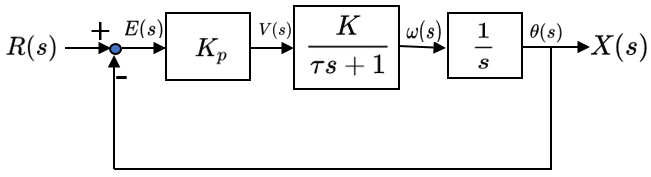 R(s) + E(s) K_p V(s) K/(τs + 1) ω(s) 1/s θ(s) X(s)
-